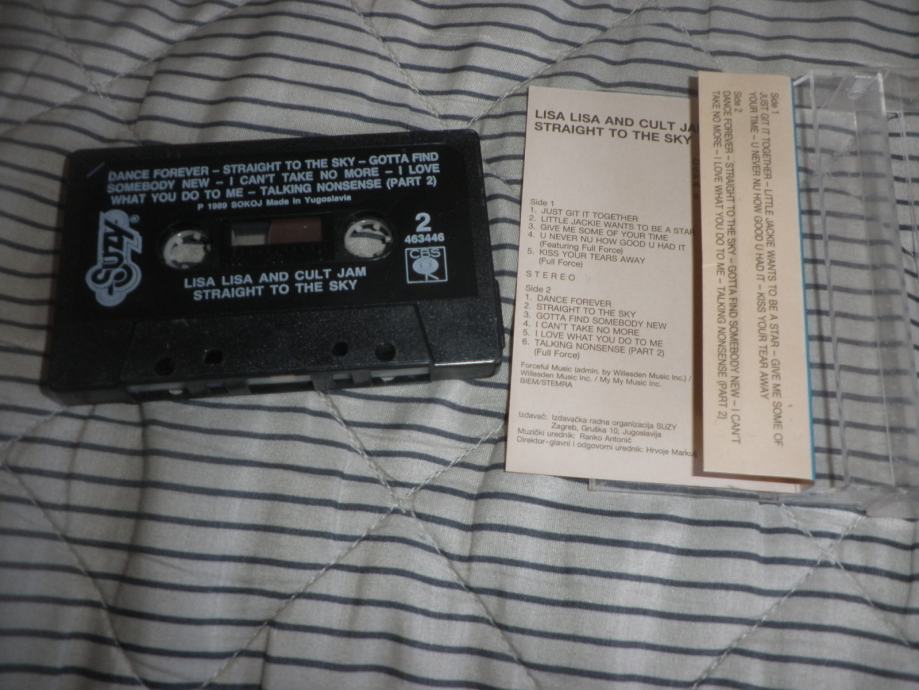 DANCE FOREVER – STRAIGHT TO THE SKY – GOTTA FIND
SOMEBODY NEW – I CAN'T TAKE NO MORE – I LOVE
WHAT YOU DO TO ME – TALKING NONSENSE (PART 2)
P 1989 SOKOJ Made in Yugoslavia
SUZY
2
463446
CBS
LISA LISA AND CULT JAM
STRAIGHT TO THE SKY
LISA LISA AND CULT JA
STRAIGHT TO THE SKY
Side 1
1. JUST GIT IT TOGETHER
2. LITTLE JACKIE WANTS TO BE A STAR
3. GIVE ME SOME OF YOUR TIME
4. U NEVER NU HOW GOOD U HAD IT
(Featuring Full Force)
5. KISS YOUR TEARS AWAY
(Full Force)
STEREO
Side 2
1. DANCE FOREVER
2. STRAIGHT TO THE SKY
3. GOTTA FIND SOMEBODY NEW
4. I CAN'T TAKE NO MORE
5. I LOVE WHAT YOU DO TO ME
6. TALKING NONSENSE (PART 2)
(Full Force)
Forceful Music (admin. by Willesden Music Inc.) /
Willesden Music Inc. / My My Music Inc.
BIEM/STEMRA
Izdavač: Izdavačka radna organizacija SUZY
Zagreb, Gruška 10, Jugoslavija
Muzički urednik: Ranko Antonić
Direktor-glavni i odgovorni urednik: Hrvoje Marku
Side 1
JUST GIT IT TOGETHER – LITTLE JACKIE WANTS TO BE A STAR – GIVE ME SOME OF
YOUR TIME – U NEVER NU HOW GOOD U HAD IT – KISS YOUR TEAR AWAY
Side 2
DANCE FOREVER – STRAIGHT TO THE SKY – GOTTA FIND SOMEBODY NEW – I CAN'T
TAKE NO MORE – I LOVE WHAT YOU DO TO ME – TALKING NONSENSE (PART 2)